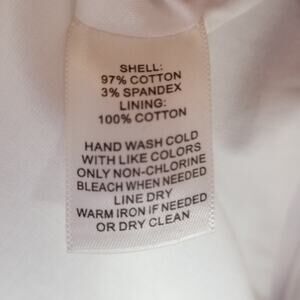 SHELL:
97% COTTON
3% SPANDEX
LINING:
100% COTTON
HAND WASH COLD
WITH LIKE COLORS
ONLY NON-CHLORINE
BLEACH WHEN NEEDED
LINE DRY
WARM IRON IF NEEDED
OR DRY CLEAN